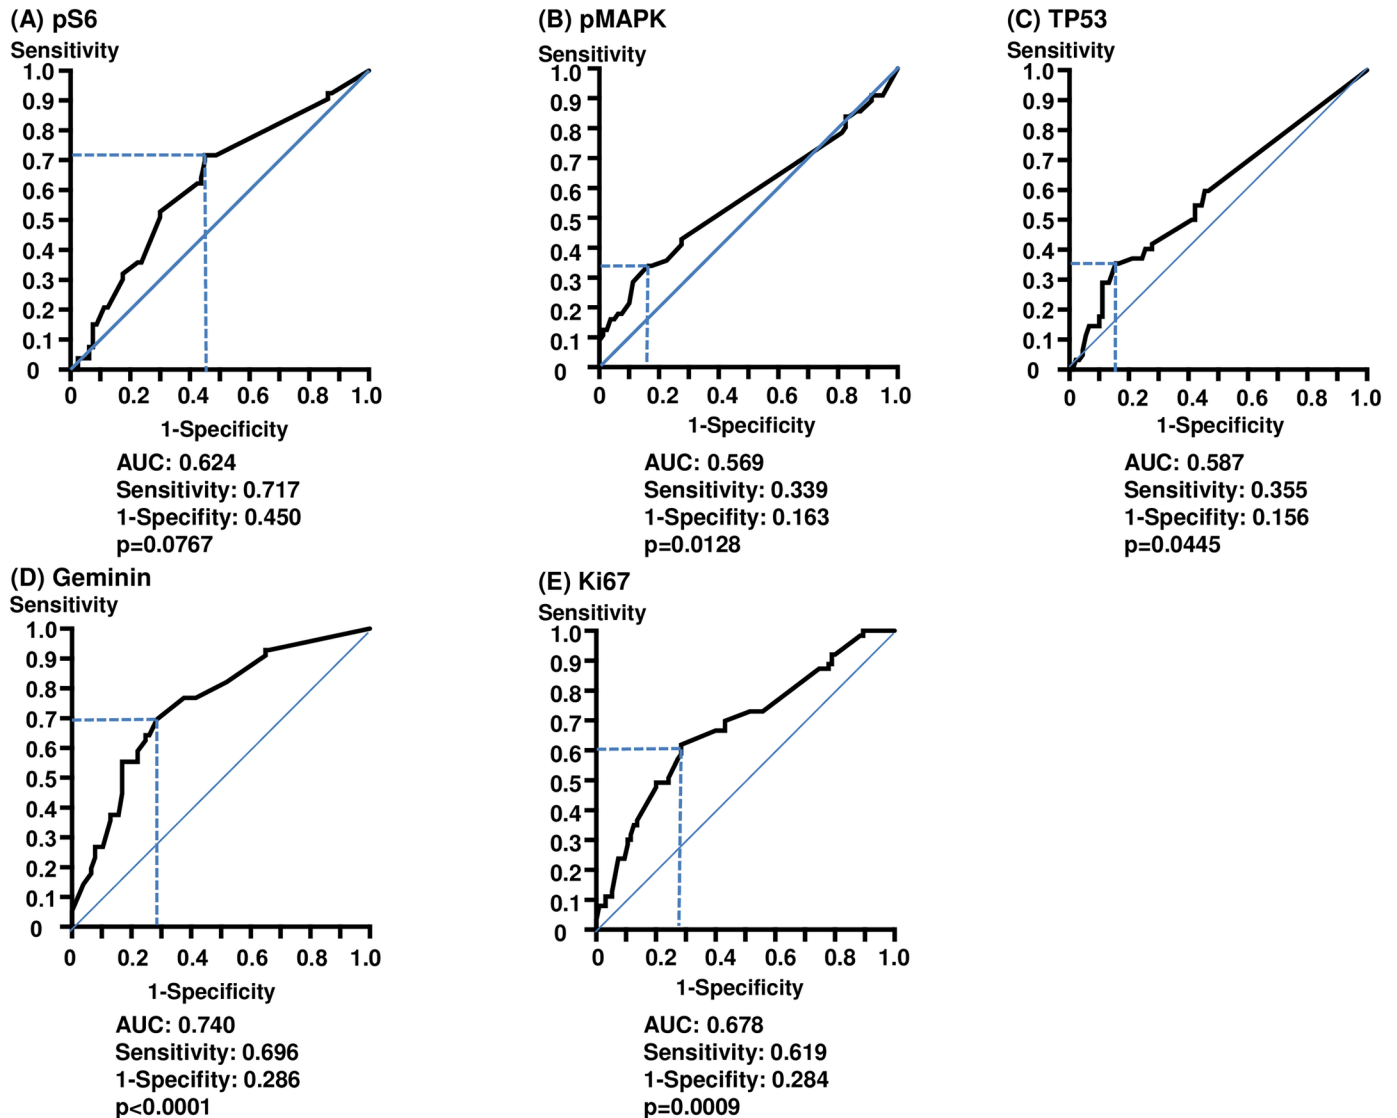 (A) pS6
Sensitivity
1.0
0.9
0.8
0.7
0.6
0.5
0.4
0.3
0.2
0.1
0
0 0.2 0.4 0.6 0.8 1.0
1-Specificity
AUC: 0.624
Sensitivity: 0.717
1-Specifity: 0.450
p=0.0767
(B) pMAPK
Sensitivity
1.0
0.9
0.8
0.7
0.6
0.5
0.4
0.3
0.2
0.1
0
0 0.2 0.4 0.6 0.8 1.0
1-Specificity
AUC: 0.569
Sensitivity: 0.339
1-Specifity: 0.163
p=0.0128
(C) TP53
Sensitivity
1.0
0.9
0.8
0.7
0.6
0.5
0.4
0.3
0.2
0.1
0
0 0.2 0.4 0.6 0.8 1.0
1-Specificity
AUC: 0.587
Sensitivity: 0.355
1-Specifity: 0.156
p=0.0445
(D) Geminin
Sensitivity
1.0
0.9
0.8
0.7
0.6
0.5
0.4
0.3
0.2
0.1
0
0 0.2 0.4 0.6 0.8 1.0
1-Specificity
AUC: 0.740
Sensitivity: 0.696
1-Specifity: 0.286
p<0.0001
(E) Ki67
Sensitivity
1.0
0.9
0.8
0.7
0.6
0.5
0.4
0.3
0.2
0.1
0
0 0.2 0.4 0.6 0.8 1.0
1-Specificity
AUC: 0.678
Sensitivity: 0.619
1-Specifity: 0.284
p=0.0009